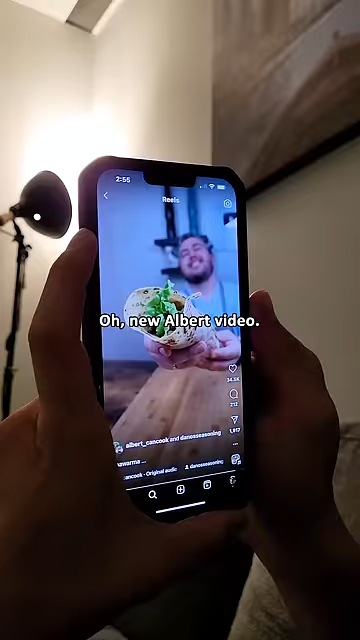 2:55
Reels
Oh, new Albert video.
34.5K
212
1,917
albert_cancook and danosseasoning
awarma ...
cancook · Original audio
danosseasoning